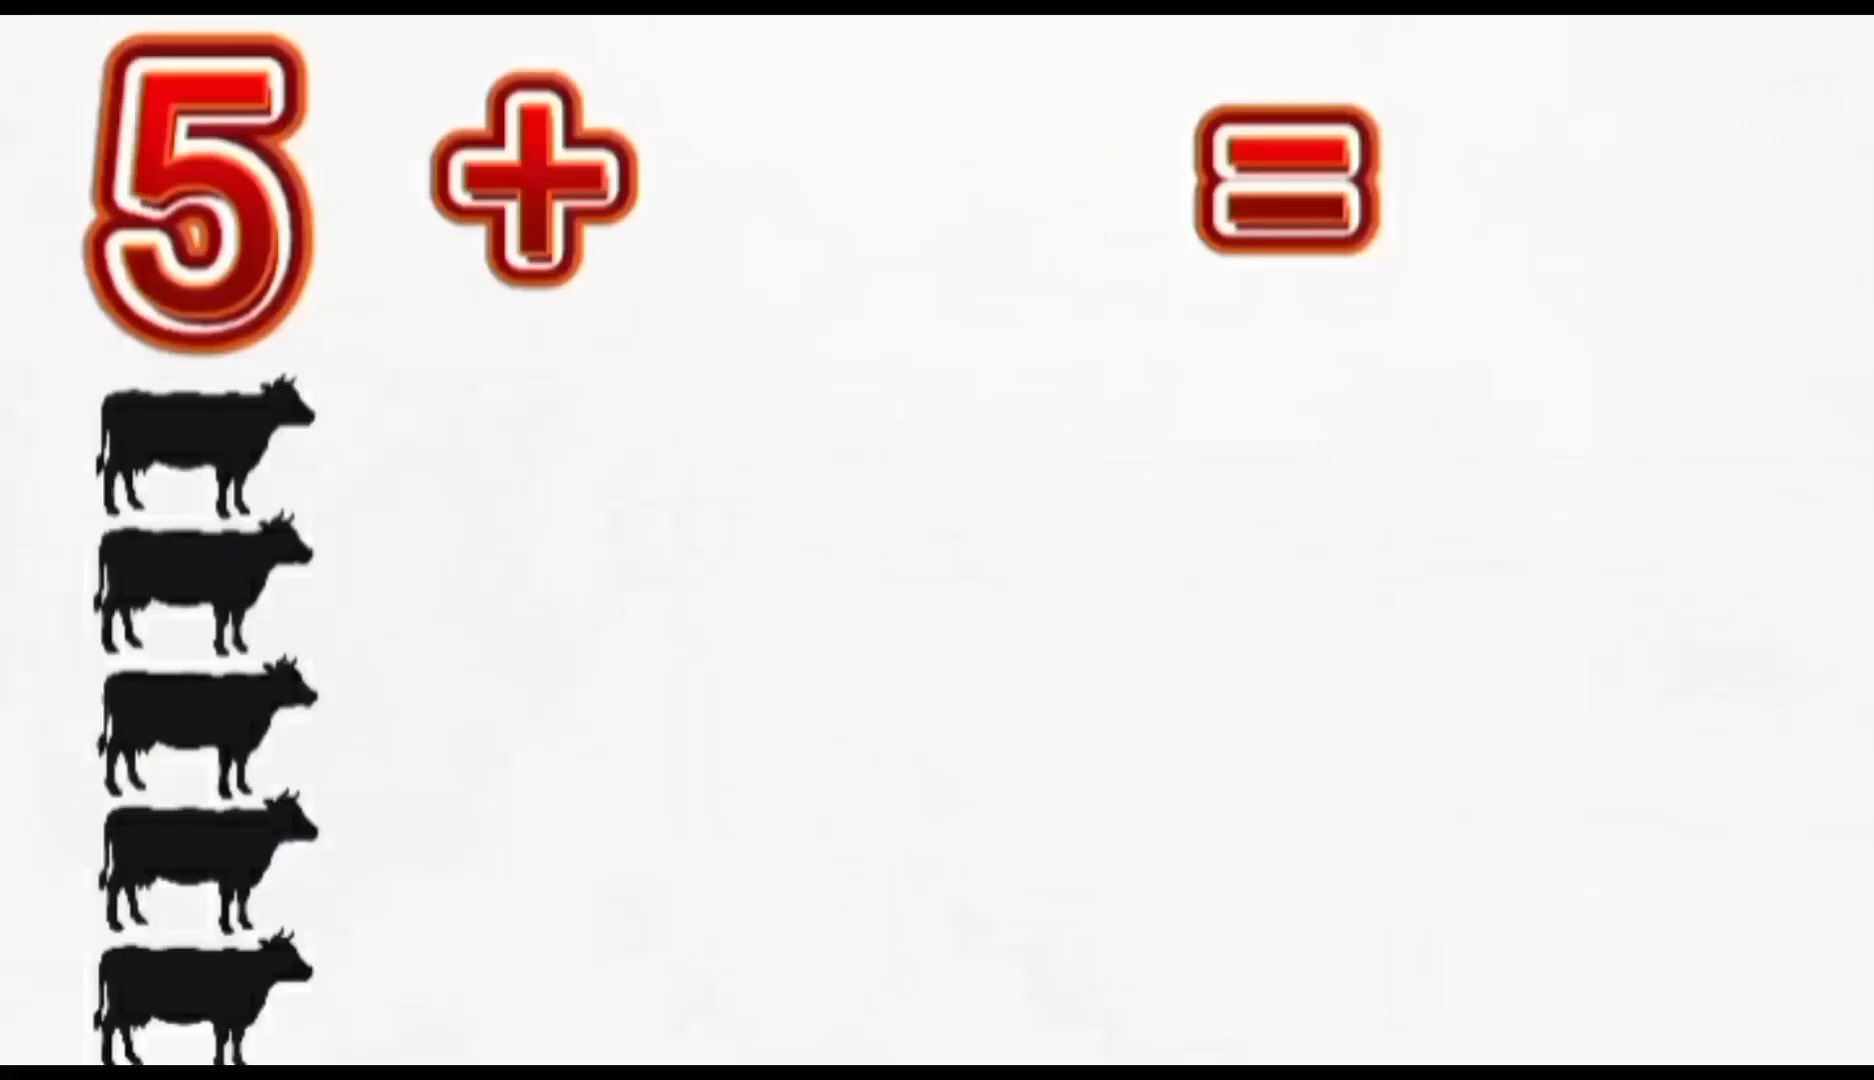 5 + =